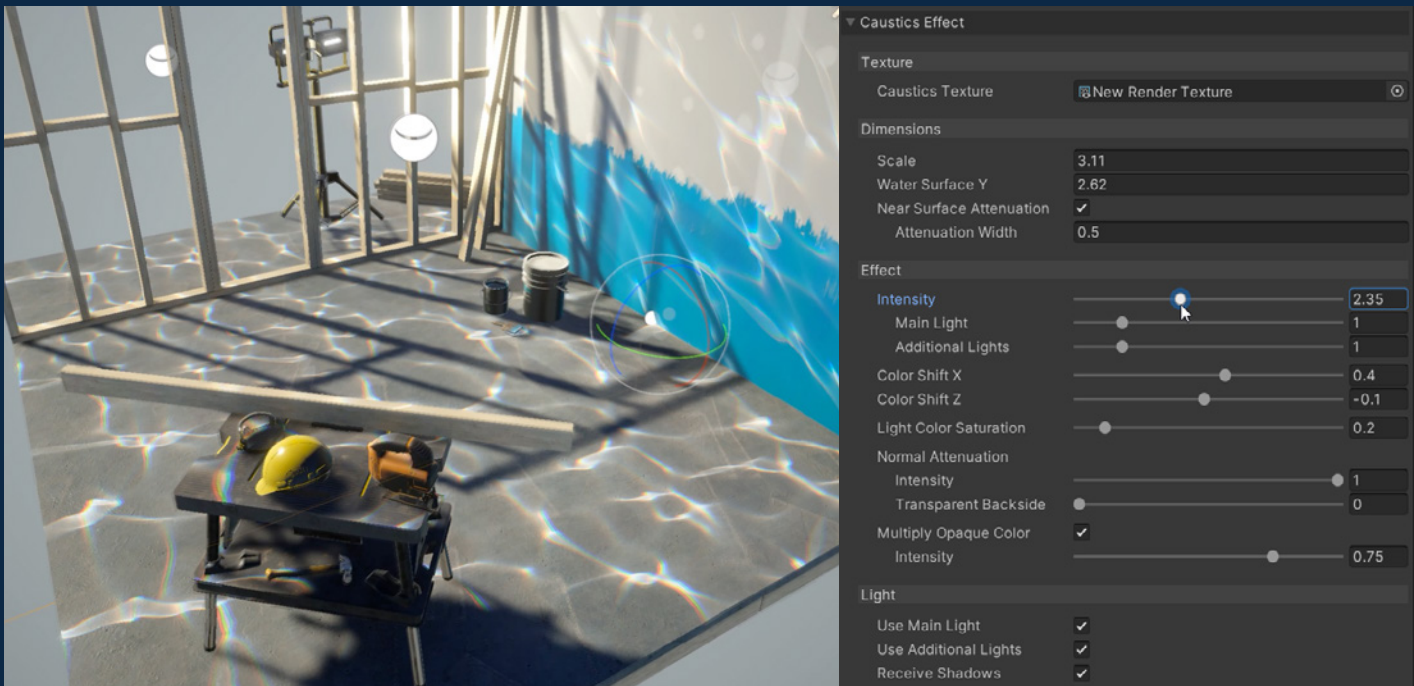 Caustics Effect
Texture
Caustics Texture New Render Texture
Dimensions
Scale 3.11
Water Surface Y 2.62
Near Surface Attenuation
Attenuation Width 0.5
Effect
Intensity 2.35
Main Light 1
Additional Lights 1
Color Shift X 0.4
Color Shift Z -0.1
Light Color Saturation 0.2
Normal Attenuation
Intensity 1
Transparent Backside 0
Multiply Opaque Color
Intensity 0.75
Light
Use Main Light
Use Additional Lights
Receive Shadows